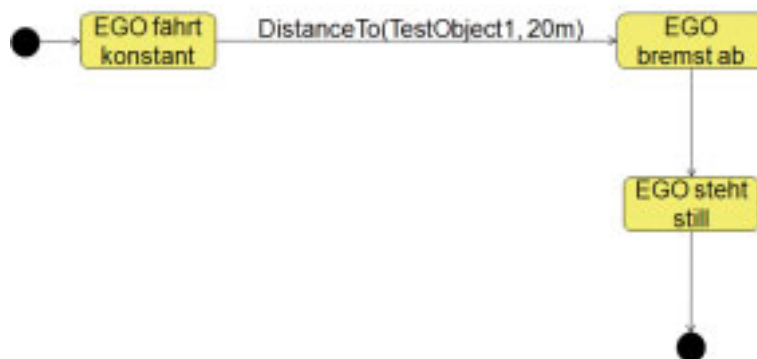 EGO fährt
konstant
DistanceTo(TestObject1, 20m)
EGO
bremst ab
EGO steht
still